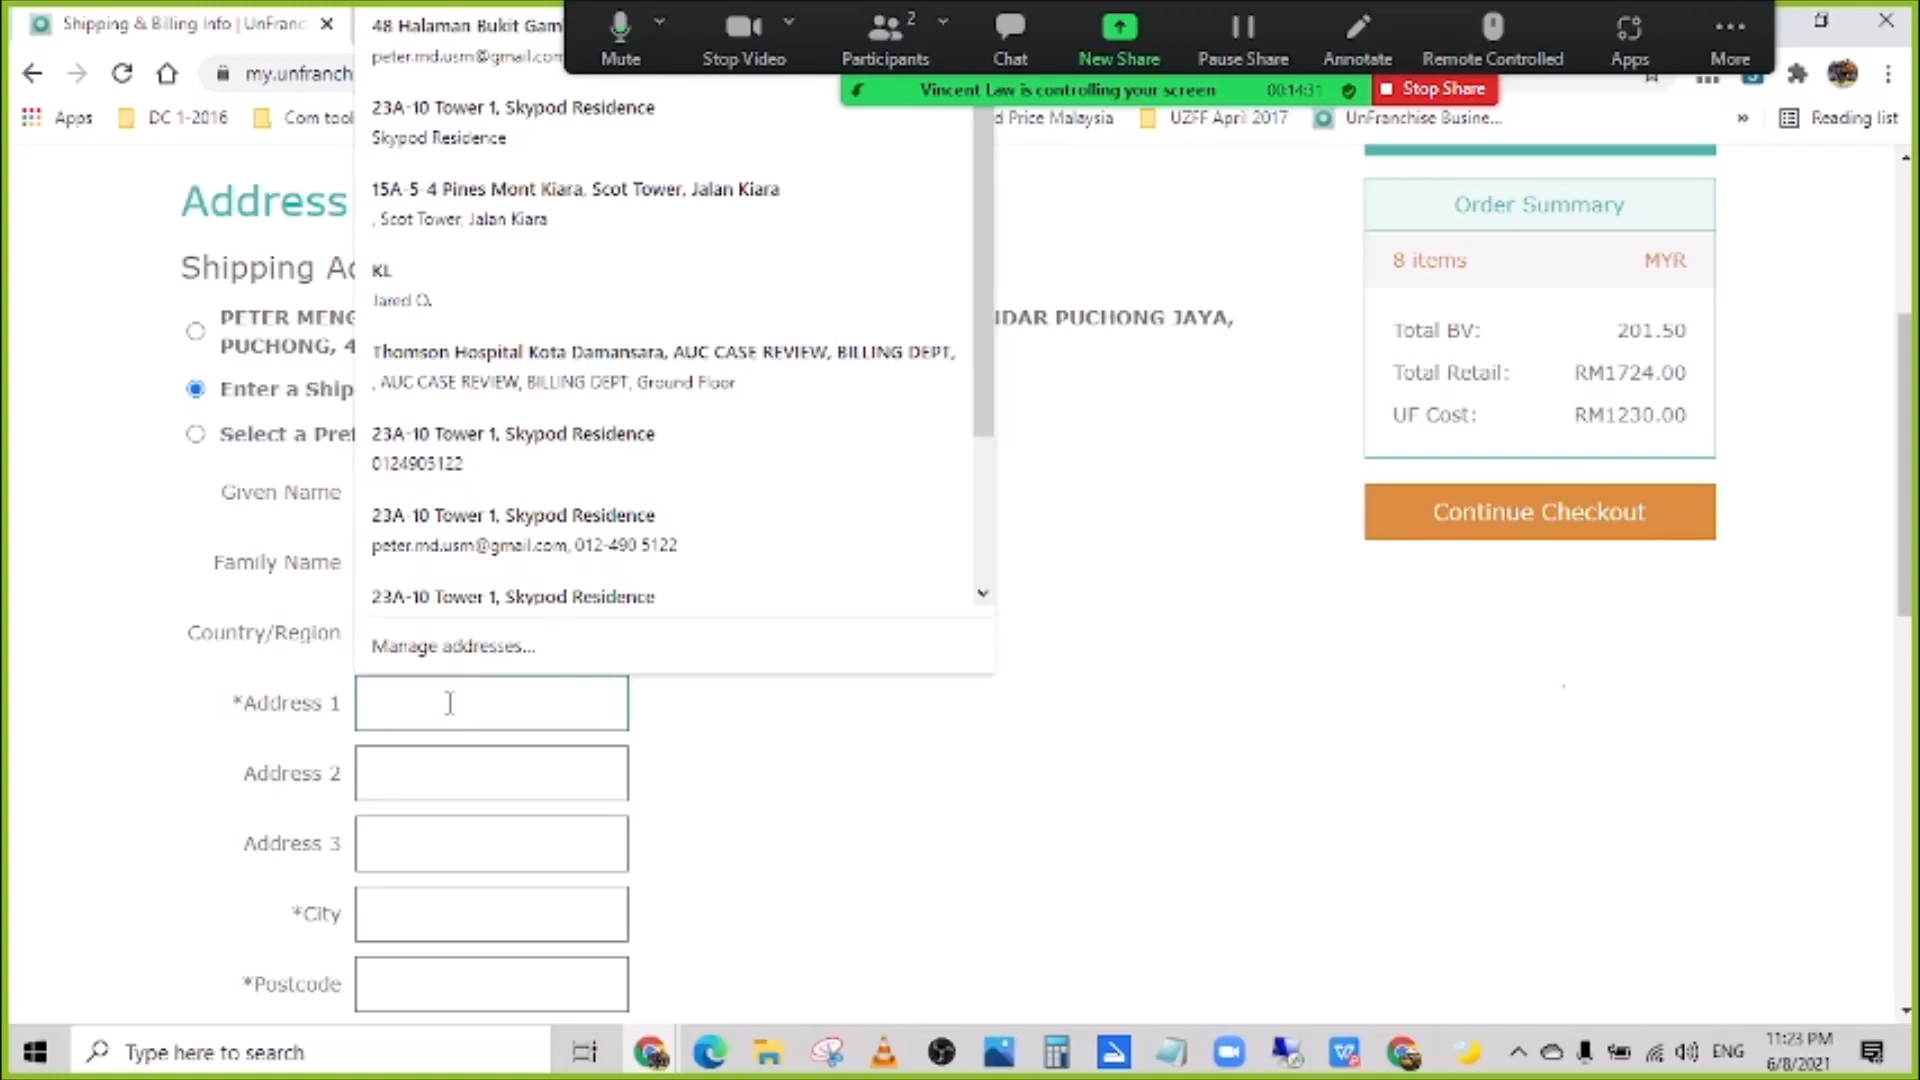 Shipping & Billing Info | UnFranc
48 Halaman Bukit Gam
peter.md.usm@gmail.com
Mute
Stop Video
Participants
2
Chat
New Share
Pause Share
Annotate
Remote Controlled
Apps
More
my.unfranch
Vincent Law is controlling your screen
00:14:31
Stop Share
Apps
DC 1-2016
Com tool
d Price Malaysia
UZFF April 2017
UnFranchise Busine...
»
Reading list
23A-10 Tower 1, Skypod Residence
Skypod Residence
15A-5-4 Pines Mont Kiara, Scot Tower, Jalan Kiara
, Scot Tower, Jalan Kiara
KL
Jared O.
Thomson Hospital Kota Damansara, AUC CASE REVIEW, BILLING DEPT,
, AUC CASE REVIEW, BILLING DEPT, Ground Floor
23A-10 Tower 1, Skypod Residence
0124905122
23A-10 Tower 1, Skypod Residence
peter.md.usm@gmail.com, 012-490 5122
23A-10 Tower 1, Skypod Residence
Manage addresses...
Address
Shipping Ad
PETER MENG
IDAR PUCHONG JAYA,
PUCHONG, 4
Enter a Ship
Select a Pre
Given Name
Family Name
Country/Region
*Address 1
Address 2
Address 3
*City
*Postcode
Order Summary
8 items
MYR
Total BV:
201.50
Total Retail:
RM1724.00
UF Cost:
RM1230.00
Continue Checkout
Type here to search
ENG
11:23 PM
6/8/2021